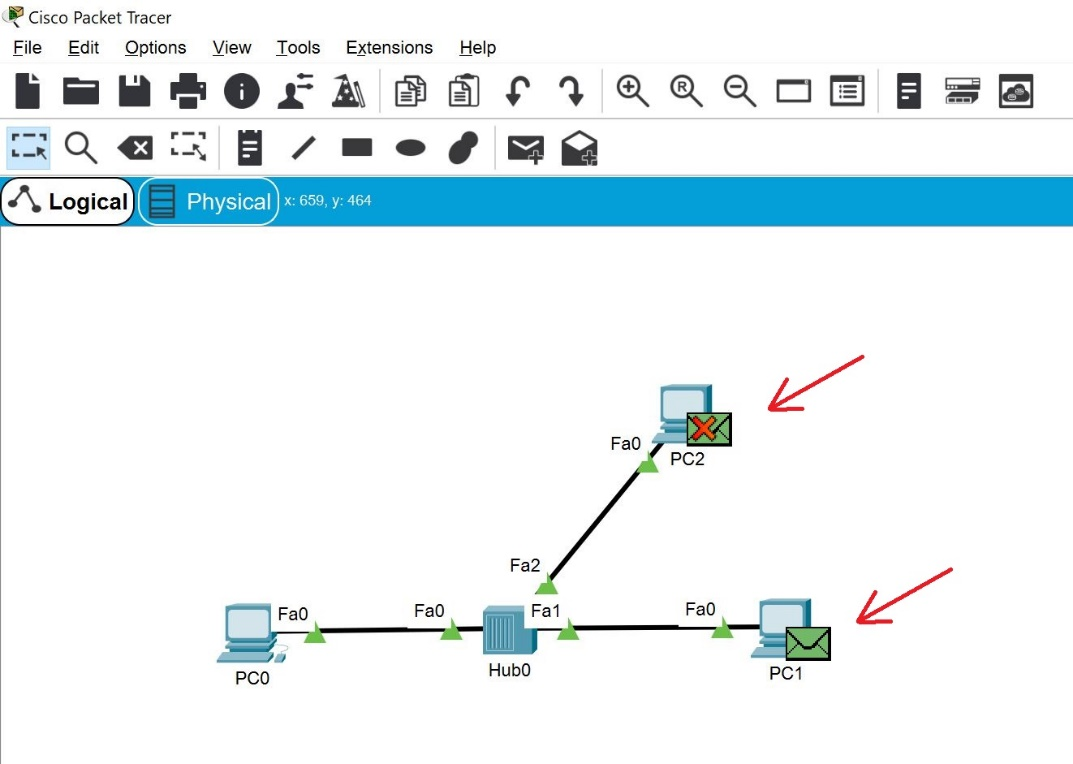 Cisco Packet Tracer
File Edit Options View Tools Extensions Help
R
Logical Physical x: 659, y: 464
Fa0
PC2
Fa2
Fa0 Fa0 Fa1 Fa0
PC0 Hub0 PC1